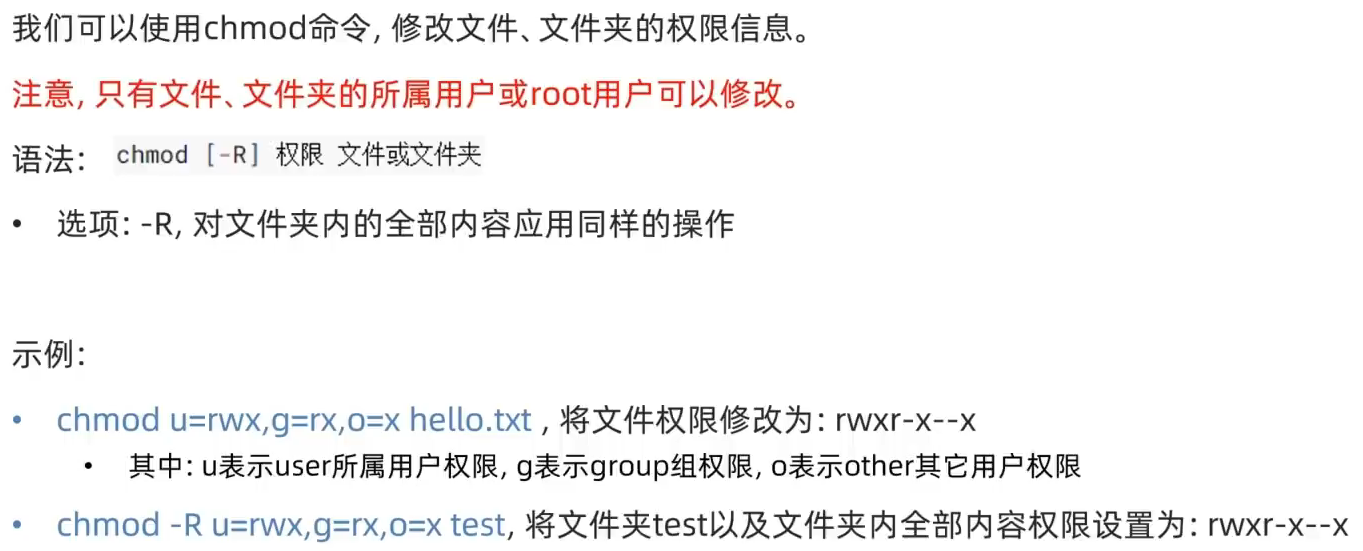 我们可以使用chmod命令, 修改文件、文件夹的权限信息。
注意, 只有文件、文件夹的所属用户或root用户可以修改。
语法: chmod [-R] 权限 文件或文件夹
• 选项: -R, 对文件夹内的全部内容应用同样的操作
示例:
• chmod u=rwx,g=rx,o=x hello.txt , 将文件权限修改为: rwxr-x--x
• 其中: u表示user所属用户权限, g表示group组权限, o表示other其它用户权限
• chmod -R u=rwx,g=rx,o=x test, 将文件夹test以及文件夹内全部内容权限设置为: rwxr-x--x